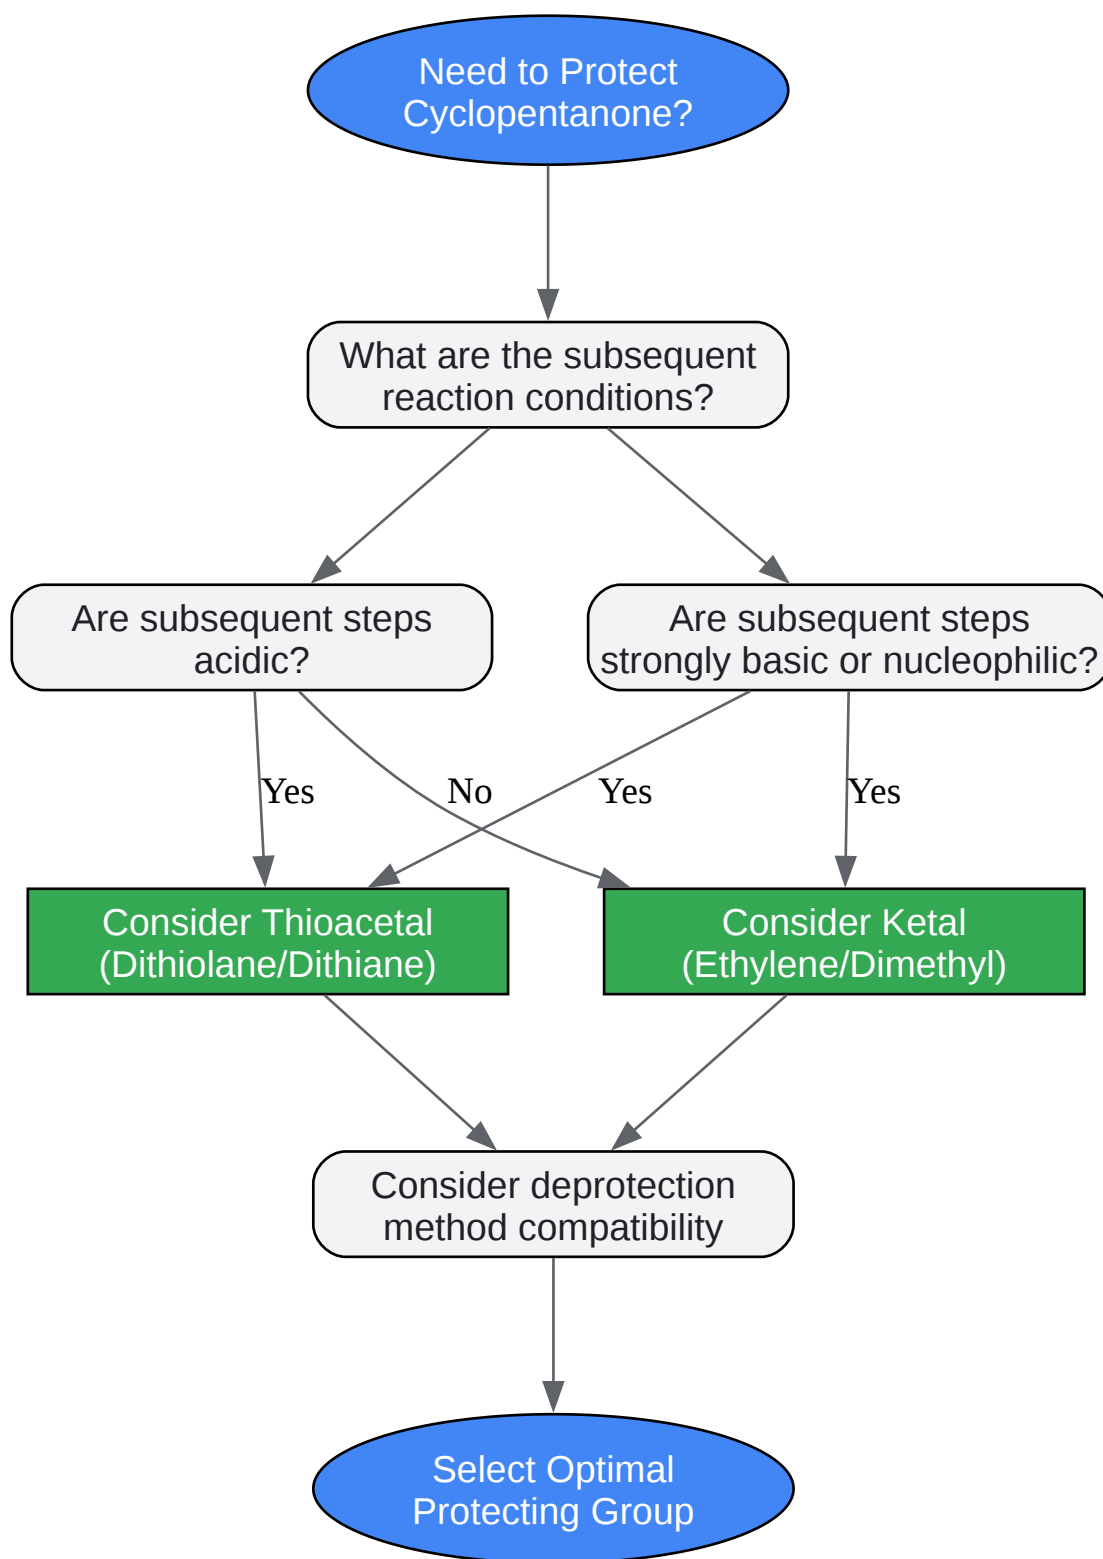 Need to Protect
Cyclopentanone?
What are the subsequent
reaction conditions?
Are subsequent steps
acidic?
Are subsequent steps
strongly basic or nucleophilic?
Yes
No
Yes
Yes
Consider Thioacetal
(Dithiolane/Dithiane)
Consider Ketal
(Ethylene/Dimethyl)
Consider deprotection
method compatibility
Select Optimal
Protecting Group